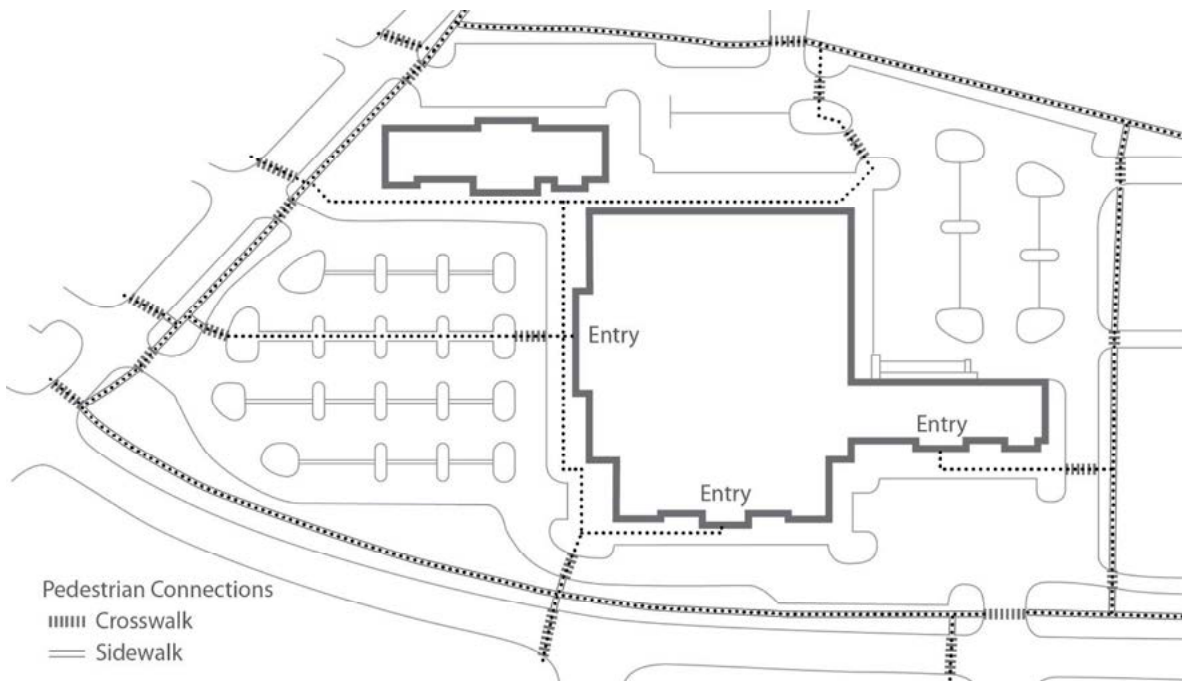 Entry
Entry
Entry
Pedestrian Connections
Crosswalk
Sidewalk